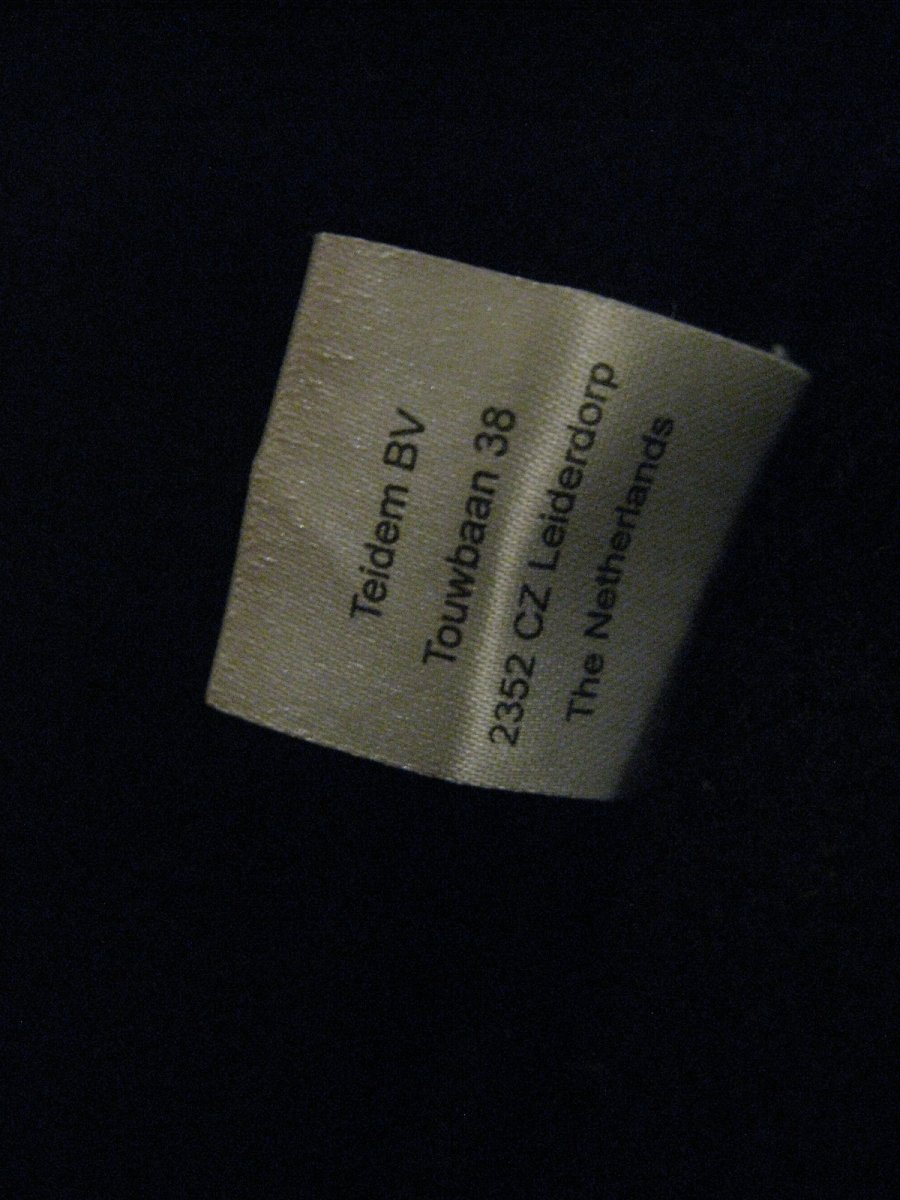 Teidem BV
Touwbaan 38
2352 CZ Leiderdorp
The Netherlands